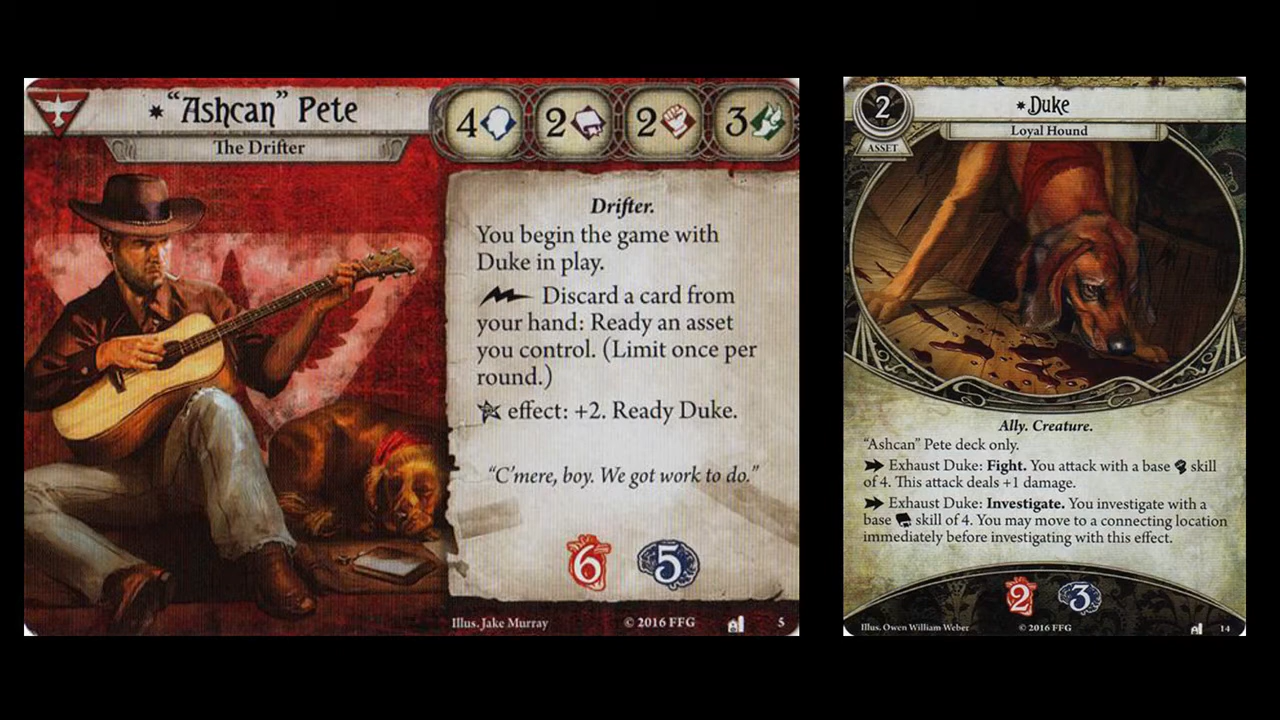 "Ashcan" Pete
The Drifter
4 2 2 3
Drifter.
You begin the game with
Duke in play.
Discard a card from
your hand: Ready an asset
you control. (Limit once per
round.)
effect: +2. Ready Duke.
"C'mere, boy. We got work to do."
6 5
Illus. Jake Murray © 2016 FFG 5
2
ASSET
Duke
Loyal Hound
Ally. Creature.
"Ashcan" Pete deck only.
Exhaust Duke: Fight. You attack with a base skill
of 4. This attack deals +1 damage.
Exhaust Duke: Investigate. You investigate with a
base skill of 4. You may move to a connecting location
immediately before investigating with this effect.
2 3
Illus. Owen William Weber © 2016 FFG 14